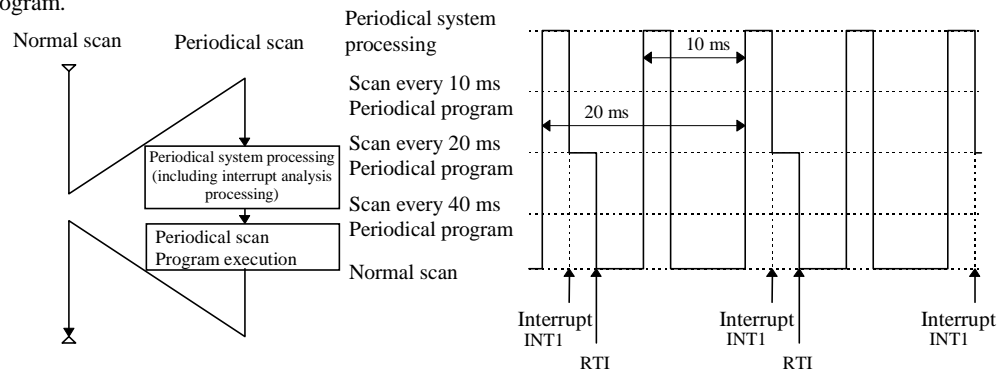 ogram.
Normal scan
Periodical scan
Periodical system processing
(including interrupt analysis
processing)
Periodical scan
Program execution
Periodical system
processing
Scan every 10 ms
Periodical program
Scan every 20 ms
Periodical program
Scan every 40 ms
Periodical program
Normal scan
10 ms
20 ms
Interrupt
INT1
RTI
Interrupt
INT1
RTI
Interrupt
INT1